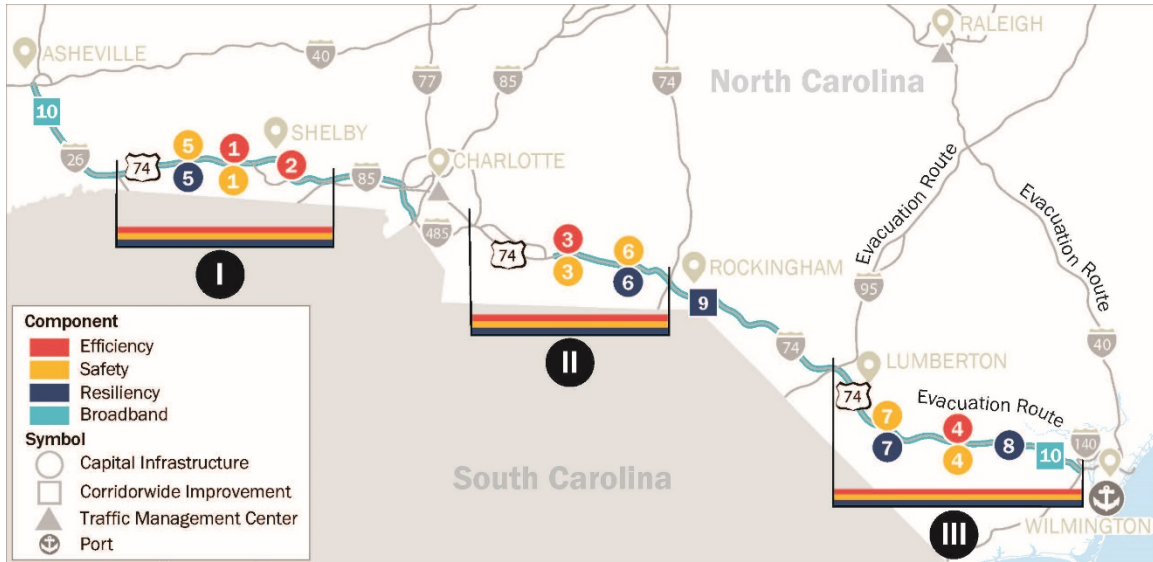 ASHEVILLE
40
77
85
74
RALEIGH
North Carolina
10
26
74
5
5
1
1
SHELBY
2
85
CHARLOTTE
485
74
3
3
6
6
ROCKINGHAM
9
74
Evacuation Route
Evacuation Route
95
40
LUMBERTON
74
Evacuation Route
7
7
4
4
8
10
140
WILMINGTON
South Carolina
I
II
III
Component
Efficiency
Safety
Resiliency
Broadband
Symbol
Capital Infrastructure
Corridorwide Improvement
Traffic Management Center
Port